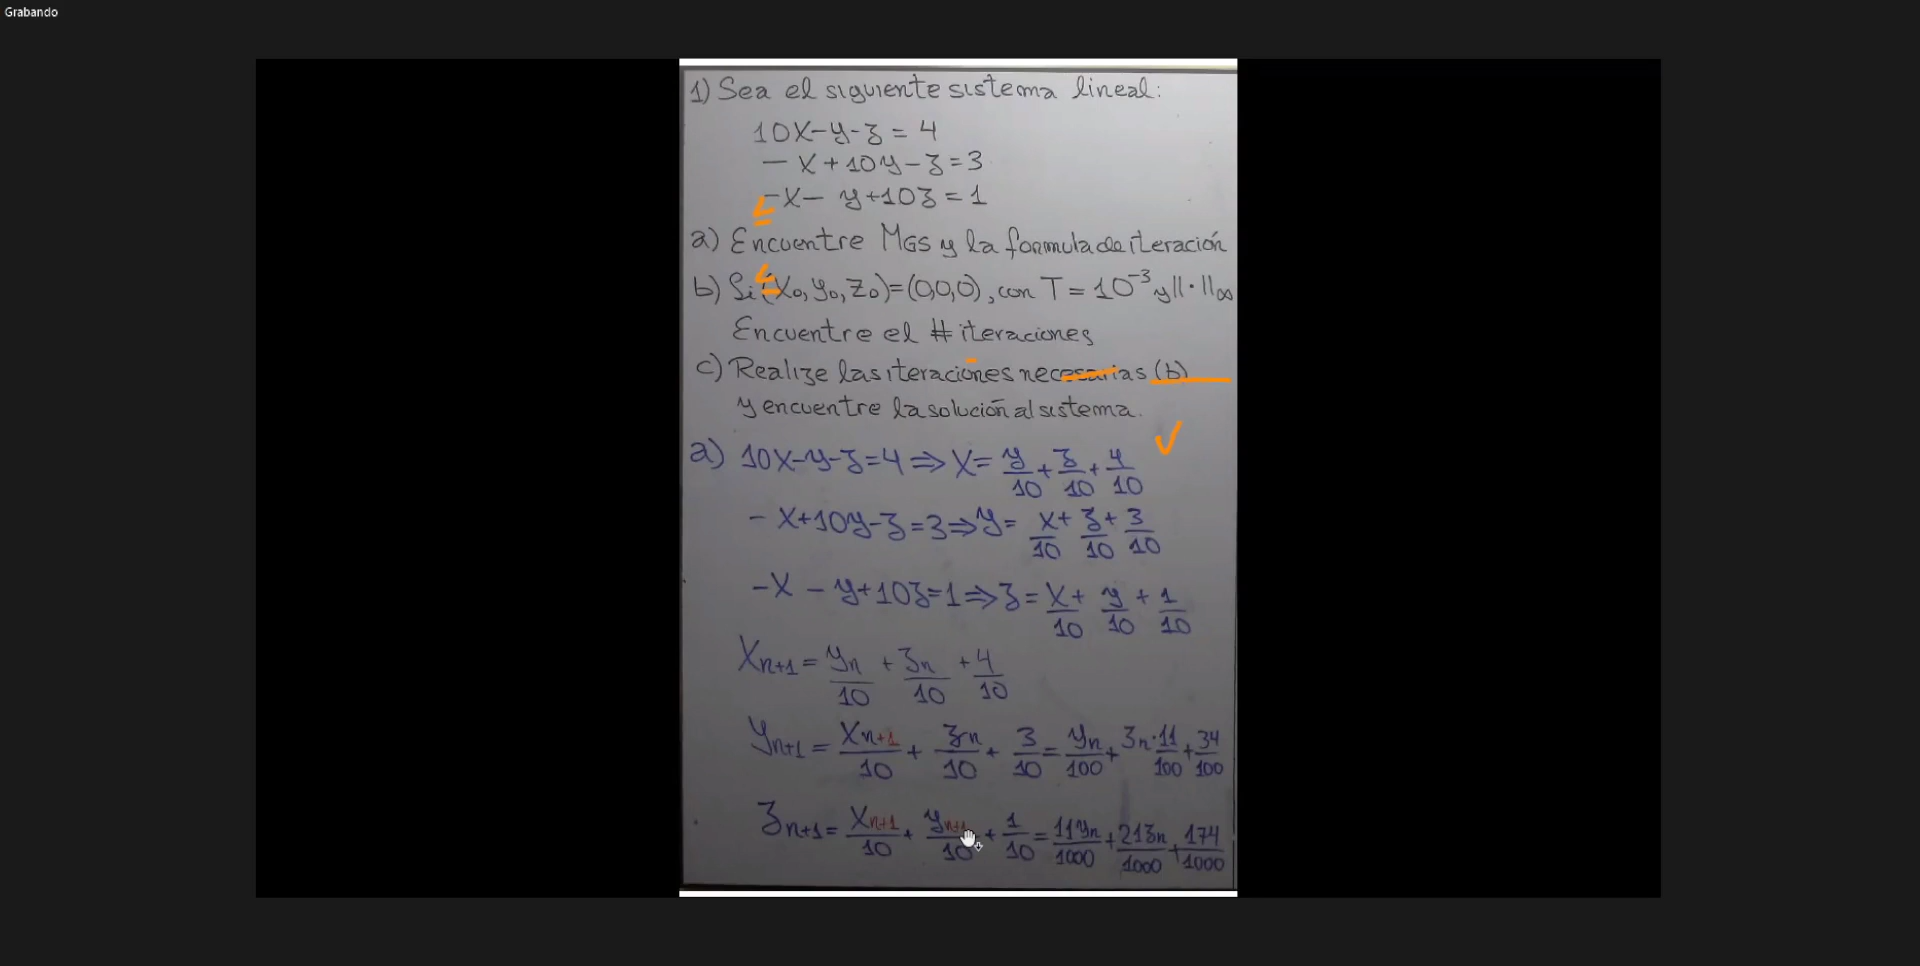 Grabando
1) Sea el siguiente sistema lineal:
10X-y-z = 4
- X+10y-z=3
-X- y+10z=1
a) Encuentre MGS y la formula de iteración
b) Si (X0, y0, z0)=(0,0,0), con T = 10^-3 y ||·||∞
Encuentre el # iteraciones
c) Realize las iteraciones necesarias (b)
y encuentre la solución al sistema.
a) 10X-y-z=4 => X= y/10 + z/10 + 4/10
- X+10y-z=3 => y= x/10 + z/10 + 3/10
-X - y+10z=1 => z= X/10 + y/10 + 1/10
Xn+1 = yn/10 + zn/10 + 4/10
yn+1 = Xn+1/10 + zn/10 + 3/10 = yn/100 + zn·11/100 + 34/100
zn+1 = Xn+1/10 + yn+1/10 + 1/10 = 11yn/1000 + 21zn/1000 + 174/1000